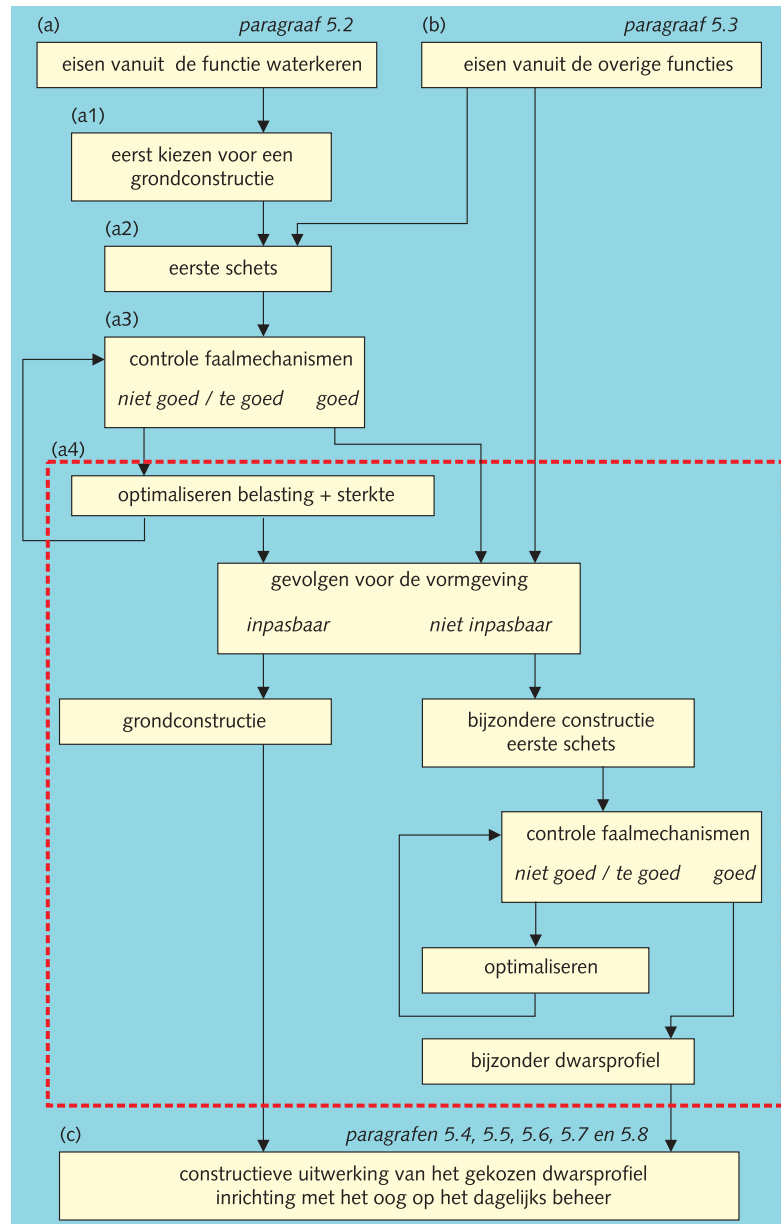 (a)
paragraaf 5.2
(b)
paragraaf 5.3
eisen vanuit de functie waterkeren
eisen vanuit de overige functies
(a1)
eerst kiezen voor een
grondconstructie
(a2)
eerste schets
(a3)
controle faalmechanismen
niet goed / te goed
goed
(a4)
optimaliseren belasting + sterkte
gevolgen voor de vormgeving
inpasbaar
niet inpasbaar
grondconstructie
bijzondere constructie
eerste schets
controle faalmechanismen
niet goed / te goed
goed
optimaliseren
bijzonder dwarsprofiel
(c)
paragrafen 5.4, 5.5, 5.6, 5.7 en 5.8
constructieve uitwerking van het gekozen dwarsprofiel
inrichting met het oog op het dagelijks beheer